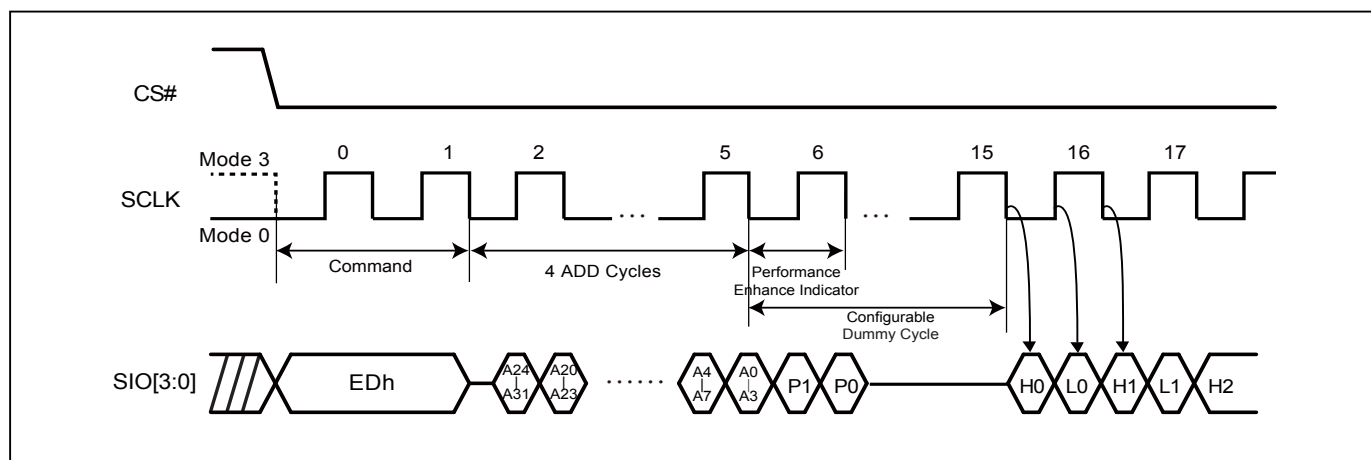 CS#
Mode 3
SCLK
Mode 0
0 1 2 5 6 15 16 17
...
...
Command
4 ADD Cycles
Performance
Enhance Indicator
Configurable
Dummy Cycle
SIO[3:0]
EDh
A24
|
A31
A20
|
A23
......
A4
|
A7
A0
|
A3
P1
P0
H0
L0
H1
L1
H2